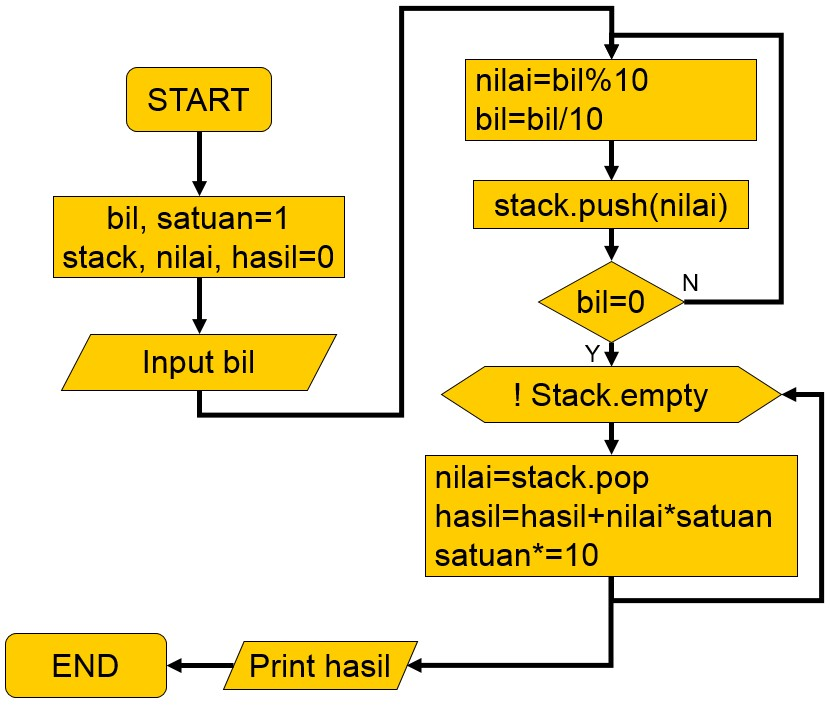 START
bil, satuan=1
stack, nilai, hasil=0
Input bil
nilai=bil%10
bil=bil/10
stack.push(nilai)
bil=0
N
Y
! Stack.empty
nilai=stack.pop
hasil=hasil+nilai*satuan
satuan*=10
Print hasil
END